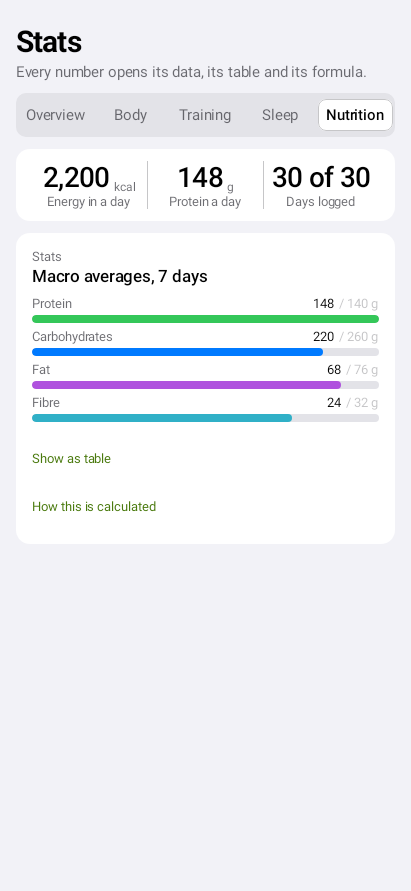 Stats
Every number opens its data, its table and its formula.
Overview Body Training Sleep Nutrition
2,200 kcal 148 g 30 of 30
Energy in a day Protein a day Days logged
Stats
Macro averages, 7 days
Protein 148 / 140 g
Carbohydrates 220 / 260 g
Fat 68 / 76 g
Fibre 24 / 32 g
Show as table
How this is calculated